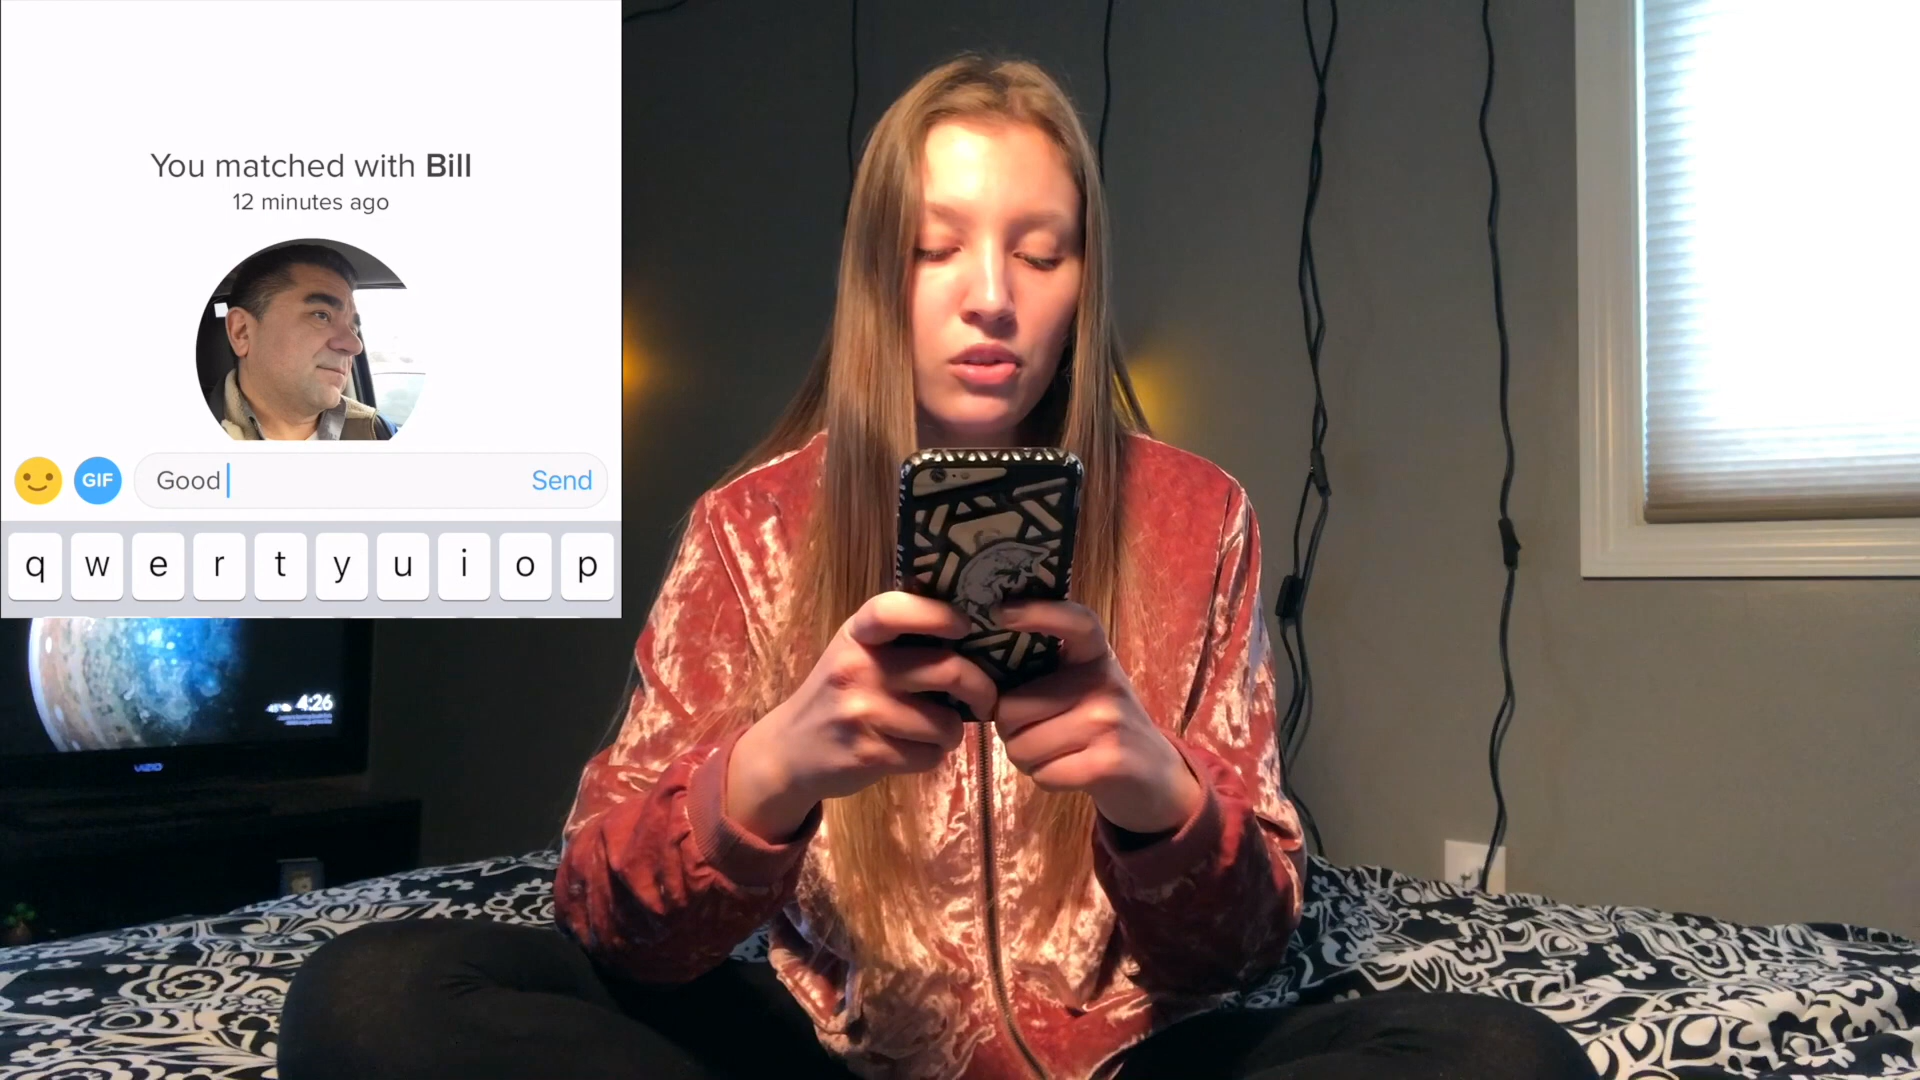 You matched with Bill
12 minutes ago
GIF
Good
Send
q w e r t y u i o p
4:26
VIZIO